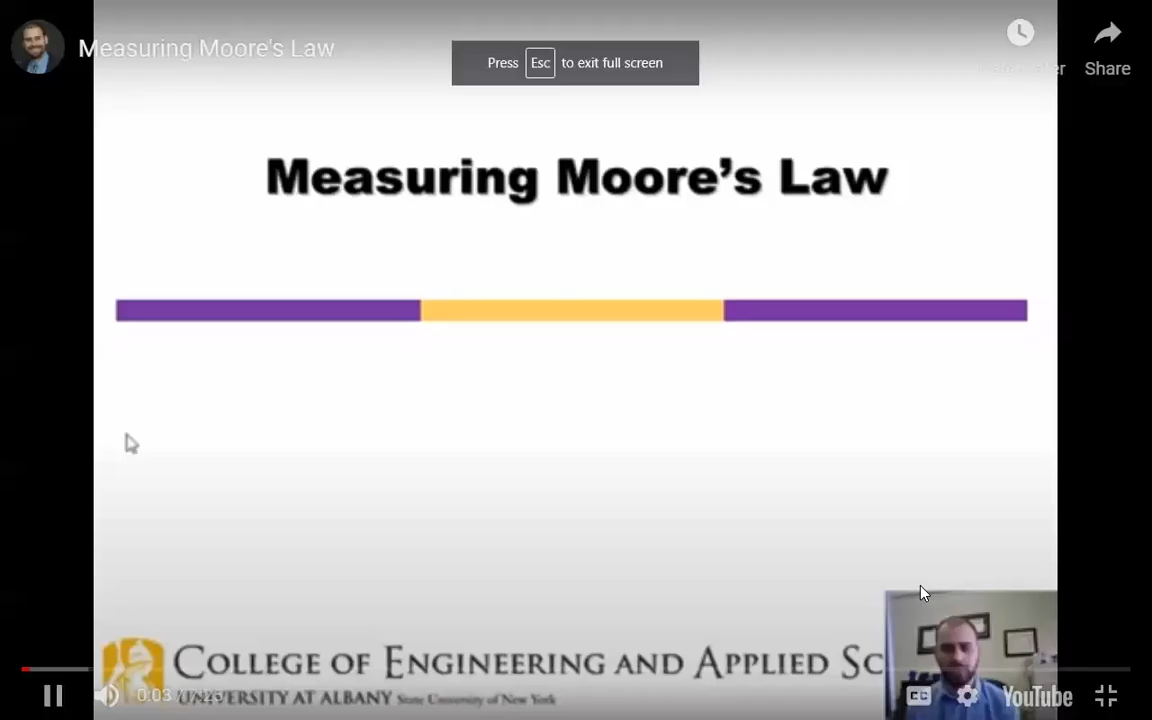 Measuring Moore's Law
Press Esc to exit full screen
Share
Measuring Moore's Law
COLLEGE OF ENGINEERING AND APPLIED SC
UNIVERSITY AT ALBANY State University of New York
0:03
CC
YouTube